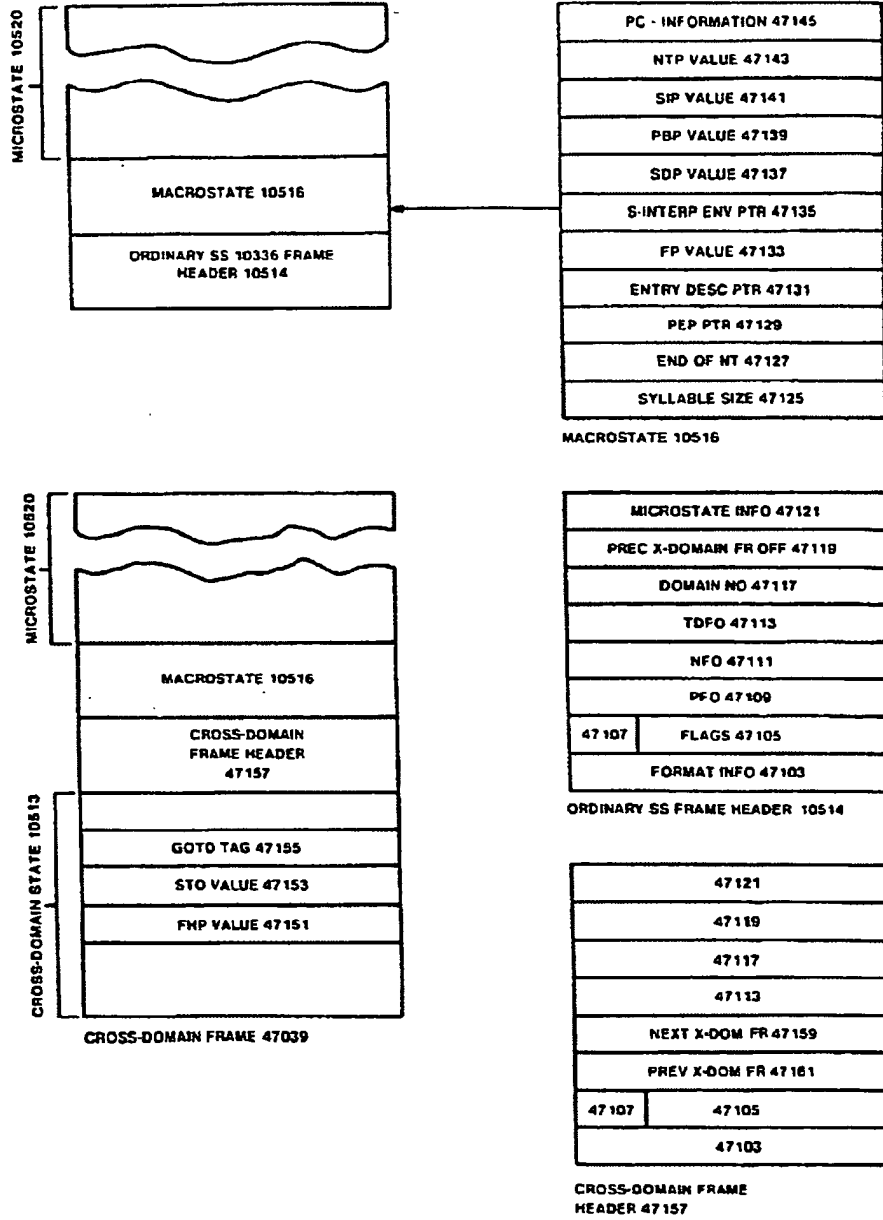 MICROSTATE 10520
MACROSTATE 10516
ORDINARY SS 10336 FRAME
HEADER 10514
PC - INFORMATION 47145
NTP VALUE 47143
SIP VALUE 47141
PBP VALUE 47139
SDP VALUE 47137
S-INTERP ENV PTR 47135
FP VALUE 47133
ENTRY DESC PTR 47131
PEP PTR 47129
END OF NT 47127
SYLLABLE SIZE 47125
MACROSTATE 10516
MICROSTATE 10520
MACROSTATE 10516
CROSS-DOMAIN
FRAME HEADER
47157
CROSS-DOMAIN STATE 10513
GOTO TAG 47155
STO VALUE 47153
FHP VALUE 47151
CROSS-DOMAIN FRAME 47039
MICROSTATE INFO 47121
PREC X-DOMAIN FR OFF 47119
DOMAIN NO 47117
TDFO 47113
NFO 47111
PFO 47109
47107 FLAGS 47105
FORMAT INFO 47103
ORDINARY SS FRAME HEADER 10514
47121
47119
47117
47113
NEXT X-DOM FR 47159
PREV X-DOM FR 47161
47107 47105
47103
CROSS-DOMAIN FRAME
HEADER 47157